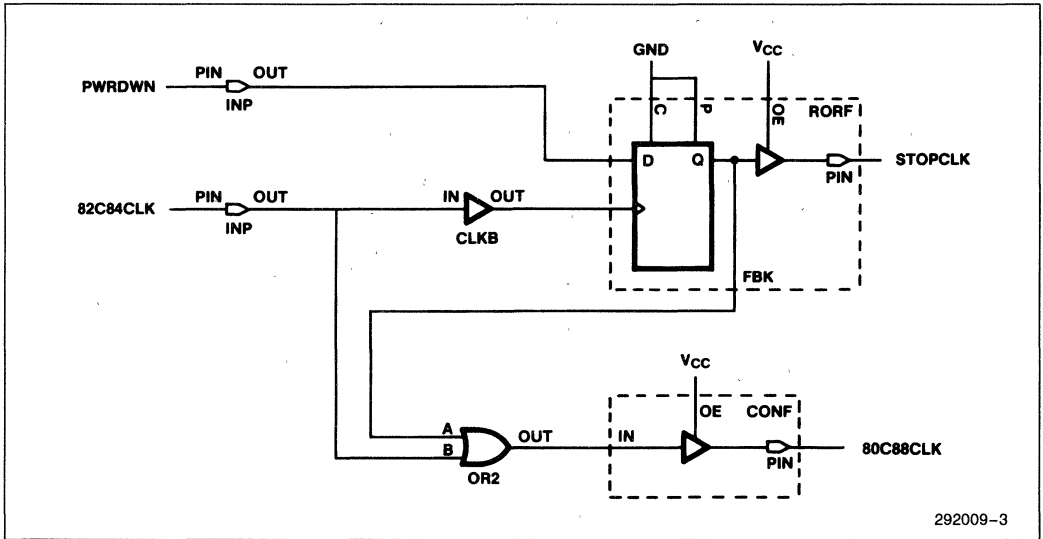 GND
VCC
PWRDWN
PIN
OUT
INP
C
P
OE
RORF
D
Q
PIN
STOPCLK
82C84CLK
PIN
OUT
INP
IN
OUT
CLKB
FBK
VCC
OE
CONF
A
B
OUT
OR2
IN
PIN
80C88CLK
292009-3